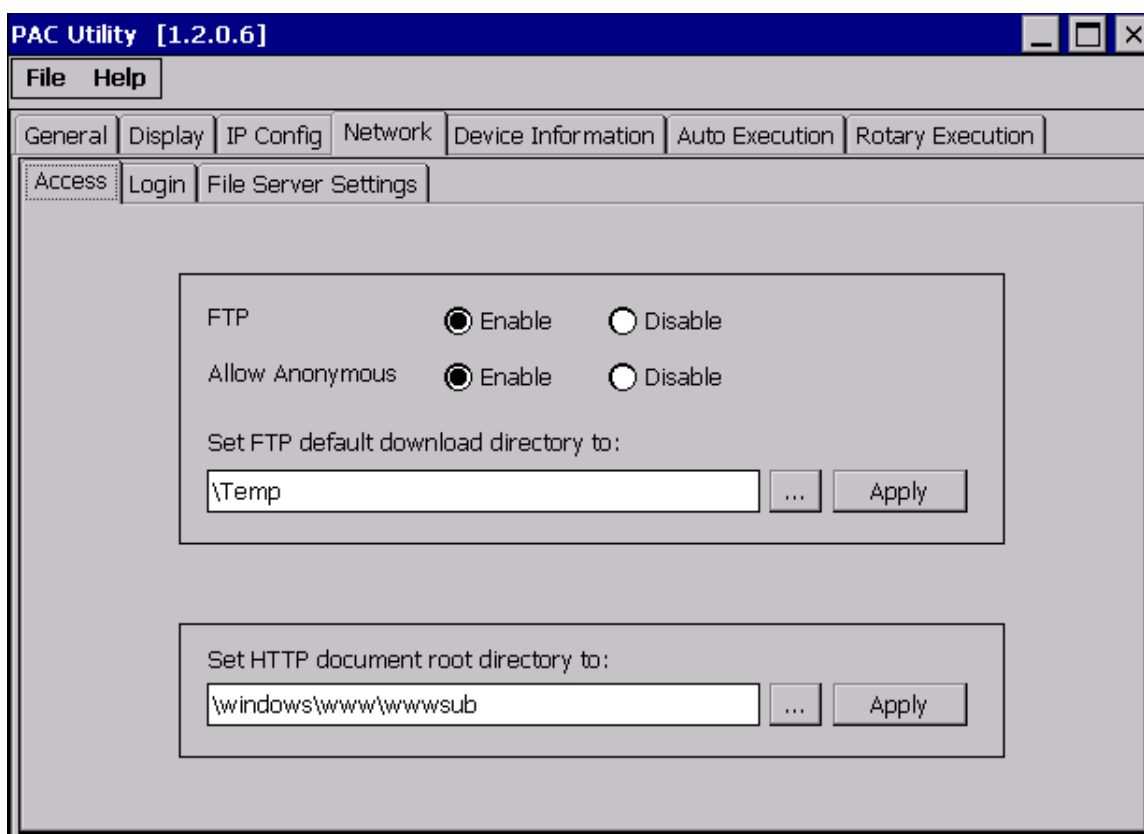 PAC Utility [1.2.0.6]
File Help
General Display IP Config Network Device Information Auto Execution Rotary Execution
Access Login File Server Settings
FTP Enable Disable
Allow Anonymous Enable Disable
Set FTP default download directory to:
\Temp ... Apply
Set HTTP document root directory to:
\windows\www\wwwsub ... Apply